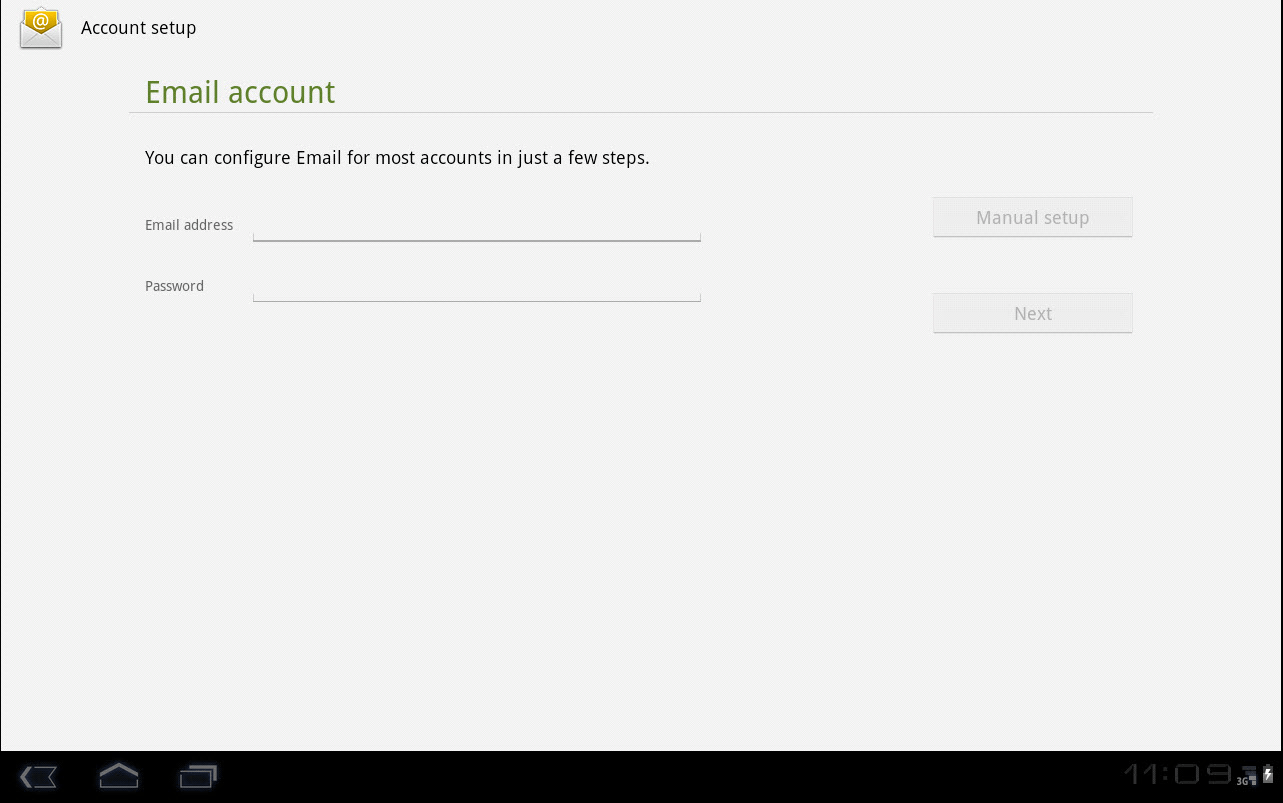 Account setup
Email account
You can configure Email for most accounts in just a few steps.
Email address
Manual setup
Password
Next
11:09
3G